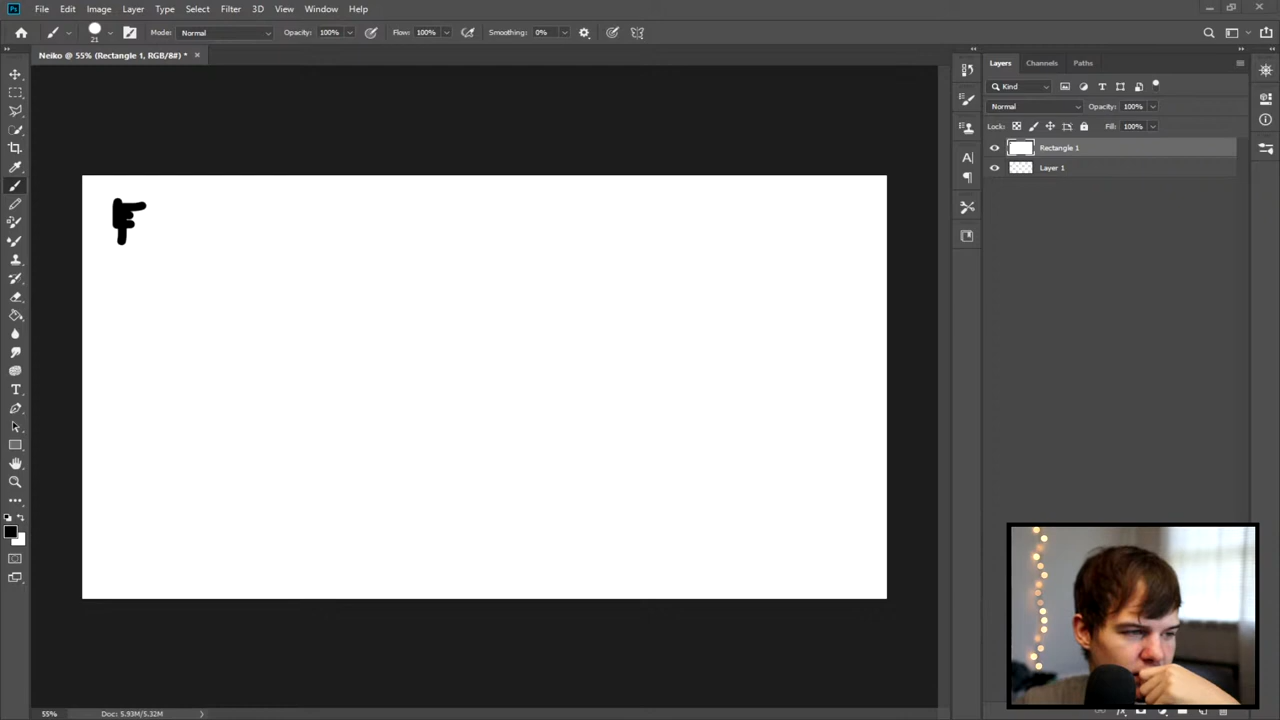 Ps File Edit Image Layer Type Select Filter 3D View Window Help
21 Mode: Normal Opacity: 100% Flow: 100% Smoothing: 0%
Neiko @ 55% (Rectangle 1, RGB/8#) * ×
Layers Channels Paths
Kind
Normal Opacity: 100%
Lock: Fill: 100%
Rectangle 1
Layer 1
F
55% Doc: 5.93M/5.32M